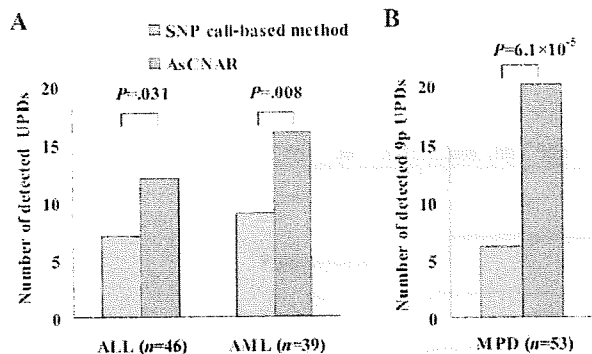 A
SNP call-based method
AsCNAR
Number of detected UPDs
20
15
10
5
0
P=.031
P=.008
ALL (n=46)
AML (n=39)
B
P=6.1×10-5
Number of detected 9p UPDs
20
15
10
5
0
MPD (n=53)